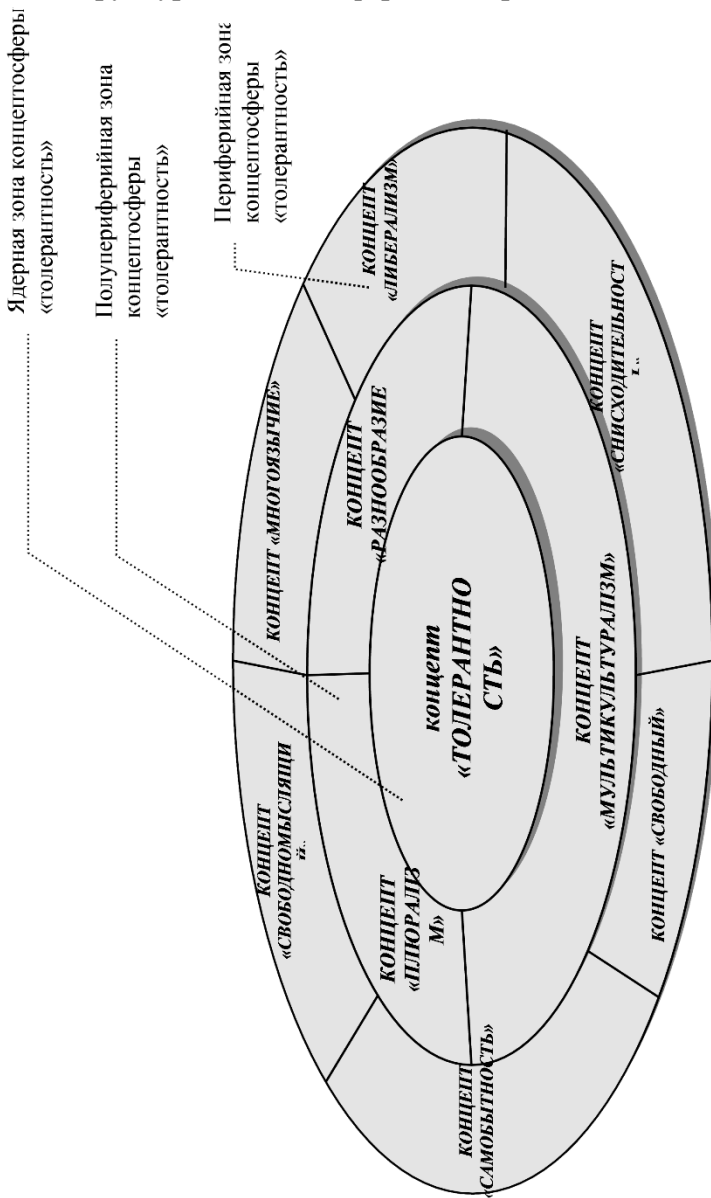 Ядерная зона концептосферы
«толерантность»
Полупериферийная зона
концептосферы
«толерантность»
Периферийная зона
концептосферы
«толерантность»
КОНЦЕПТ
«СВОБОДНОМЫСЛЯЩИ
КОНЦЕПТ «МНОГОЯЗЫЧИЕ»
КОНЦЕПТ
«ЛИБЕРАЛИЗМ»
КОНЦЕПТ
«ПЛЮРАЛИЗ
М»
КОНЦЕПТ
«РАЗНООБРАЗИЕ
концепт
«ТОЛЕРАНТНО
СТЬ»
КОНЦЕПТ
«САМОБЫТНОСТЬ»
КОНЦЕПТ
«МУЛЬТИКУЛЬТУРАЛІЗМ»
КОНЦЕПТ
«СНИСХОДИТЕЛЬНОСТ
КОНЦЕПТ «СВОБОДНЫЙ»